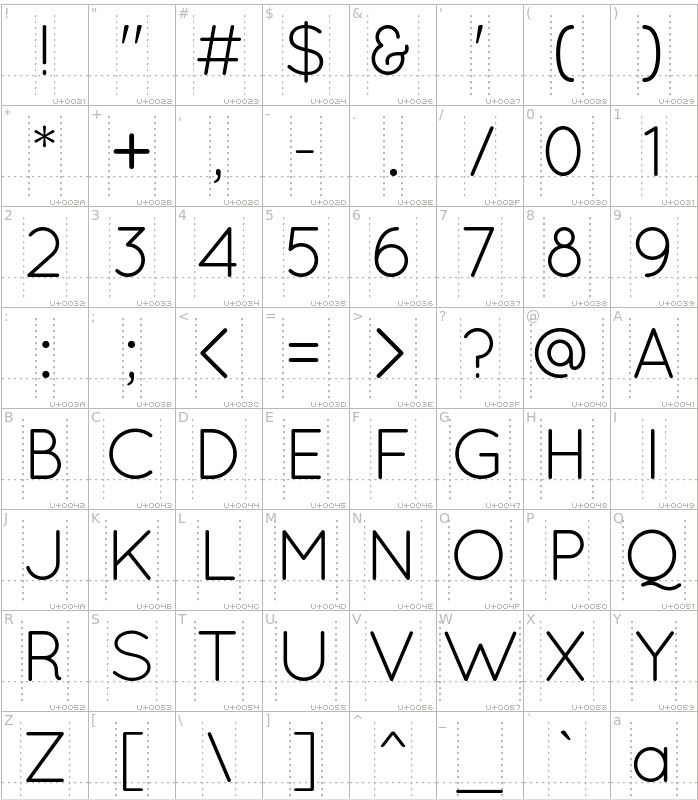 ! " # $ & ' ( )
! " # $ & ' ( )
U+0021 U+0022 U+0023 U+0024 U+0026 U+0027 U+0028 U+0029
* + , - . / 0 1
* + , - . / 0 1
U+002A U+002B U+002C U+002D U+002E U+002F U+0030 U+0031
2 3 4 5 6 7 8 9
2 3 4 5 6 7 8 9
U+0032 U+0033 U+0034 U+0035 U+0036 U+0037 U+0038 U+0039
: ; < = > ? @ A
: ; < = > ? @ A
U+003A U+003B U+003C U+003D U+003E U+003F U+0040 U+0041
B C D E F G H I
B C D E F G H I
U+0042 U+0043 U+0044 U+0045 U+0046 U+0047 U+0048 U+0049
J K L M N O P Q
J K L M N O P Q
U+004A U+004B U+004C U+004D U+004E U+004F U+0050 U+0051
R S T U V W X Y
R S T U V W X Y
U+0052 U+0053 U+0054 U+0055 U+0056 U+0057 U+0058 U+0059
Z [ \ ] ^ _ ` a
Z [ \ ] ^ _ ` a